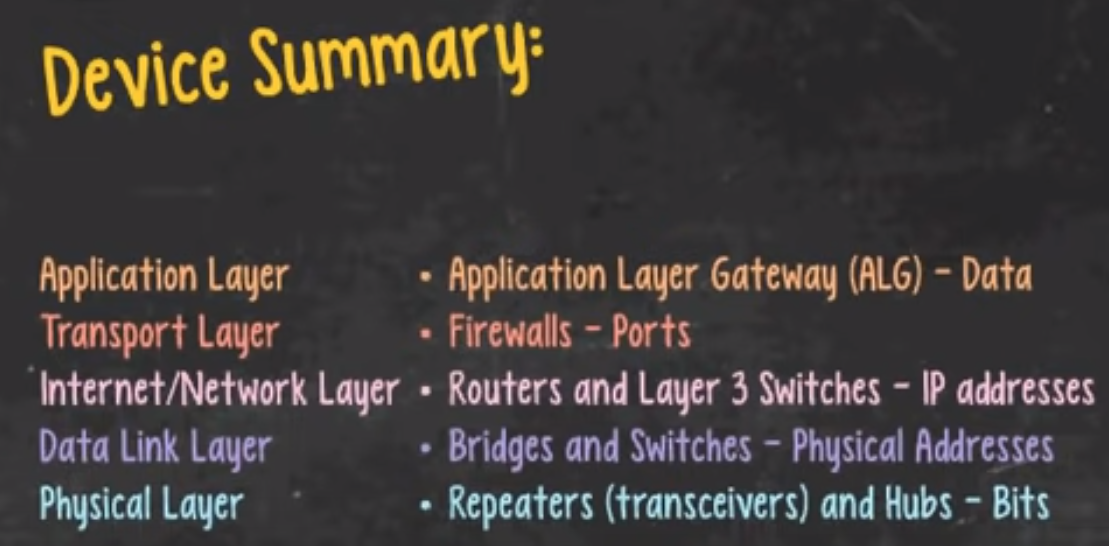 Device Summary:
Application Layer • Application Layer Gateway (ALG) - Data
Transport Layer • Firewalls - Ports
Internet/Network Layer • Routers and Layer 3 Switches - IP addresses
Data Link Layer • Bridges and Switches - Physical Addresses
Physical Layer • Repeaters (transceivers) and Hubs - Bits